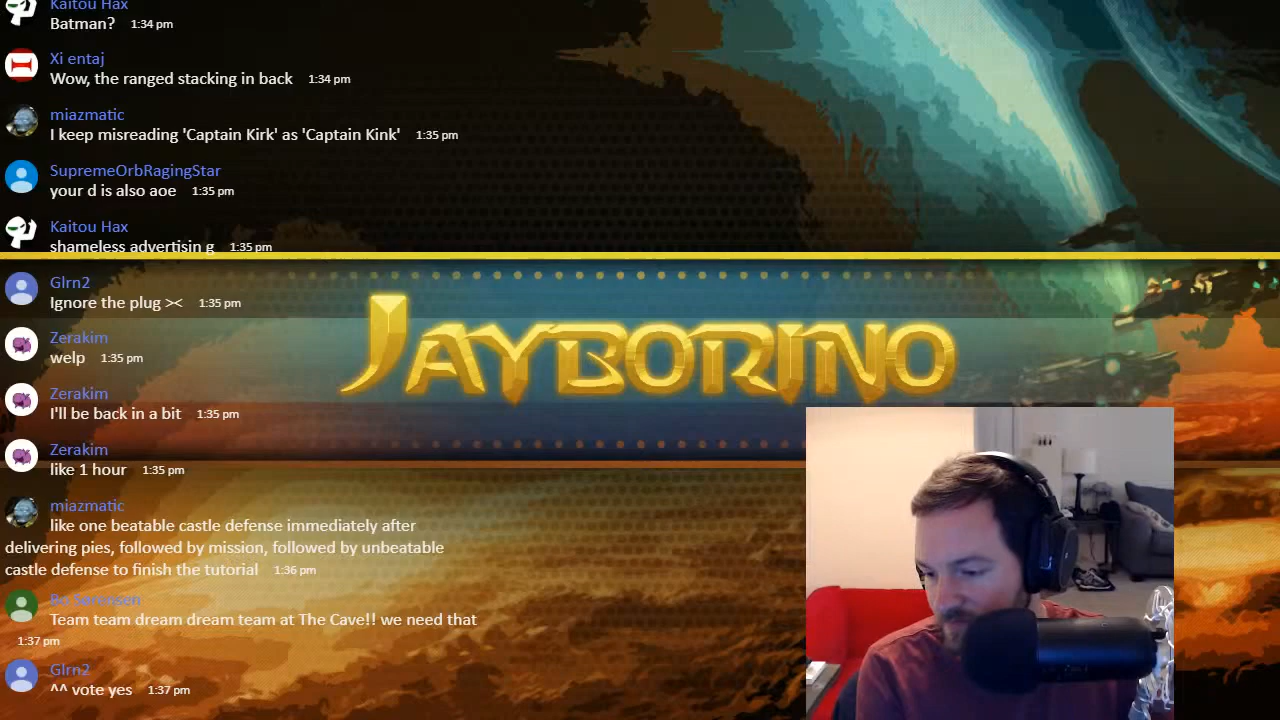 Kaitou Hax
Batman? 1:34 pm
Xi entaj
Wow, the ranged stacking in back 1:34 pm
miazmatic
I keep misreading 'Captain Kirk' as 'Captain Kink' 1:35 pm
SupremeOrbRagingStar
your d is also aoe 1:35 pm
Kaitou Hax
shameless advertisin g 1:35 pm
Glrn2
Ignore the plug >< 1:35 pm
Zerakim
welp 1:35 pm
Zerakim
I'll be back in a bit 1:35 pm
Zerakim
like 1 hour 1:35 pm
miazmatic
like one beatable castle defense immediately after
delivering pies, followed by mission, followed by unbeatable
castle defense to finish the tutorial 1:36 pm
Bo Sørensen
Team team dream dream team at The Cave!! we need that
1:37 pm
Glrn2
^^ vote yes 1:37 pm
JAYBORINO